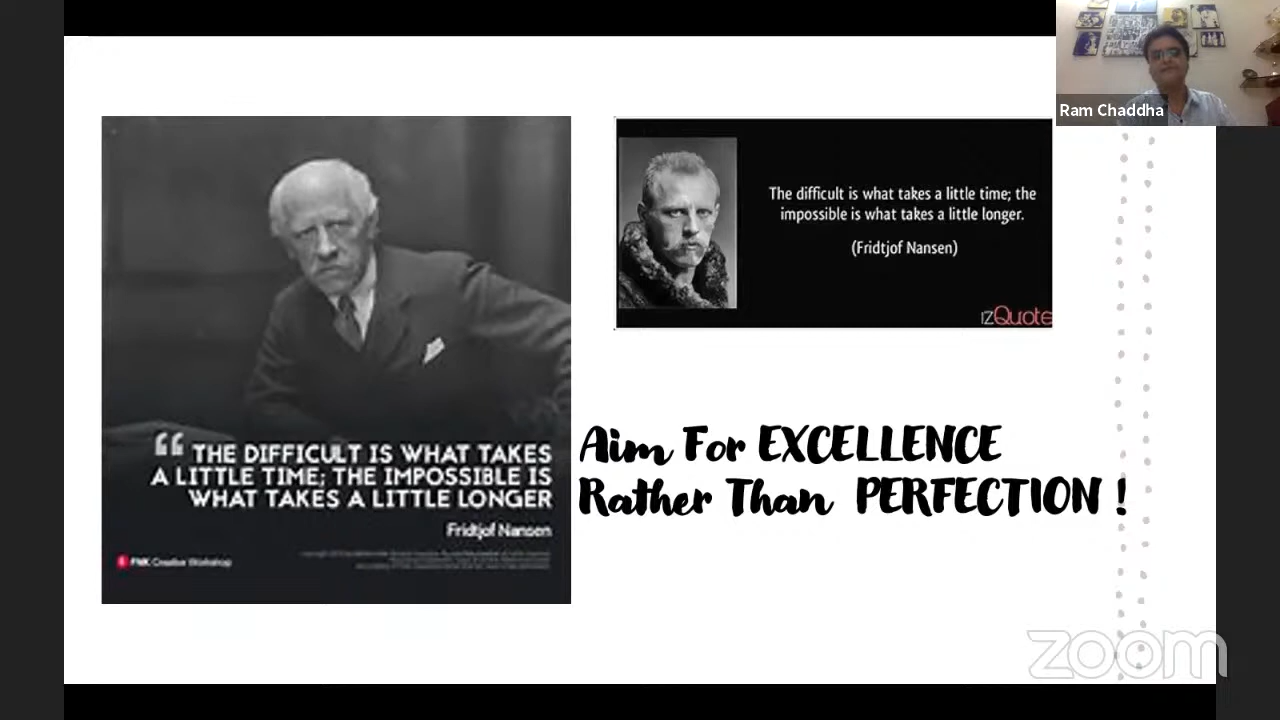 Ram Chaddha
The difficult is what takes a little time; the
impossible is what takes a little longer.
(Fridtjof Nansen)
IZQuote
“ THE DIFFICULT IS WHAT TAKES
A LITTLE TIME; THE IMPOSSIBLE IS
WHAT TAKES A LITTLE LONGER
Fridtjof Nansen
FNK Creative Workshop
Aim For EXCELLENCE
Rather Than PERFECTION !
zoom